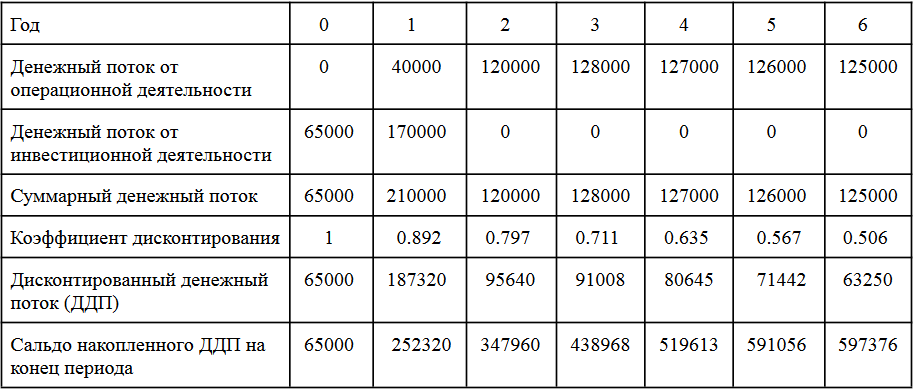 Год 0 1 2 3 4 5 6
Денежный поток от
операционной деятельности 0 40000 120000 128000 127000 126000 125000
Денежный поток от
инвестиционной деятельности 65000 170000 0 0 0 0 0
Суммарный денежный поток 65000 210000 120000 128000 127000 126000 125000
Коэффициент дисконтирования 1 0.892 0.797 0.711 0.635 0.567 0.506
Дисконтированный денежный
поток (ДДП) 65000 187320 95640 91008 80645 71442 63250
Сальдо накопленного ДДП на
конец периода 65000 252320 347960 438968 519613 591056 597376